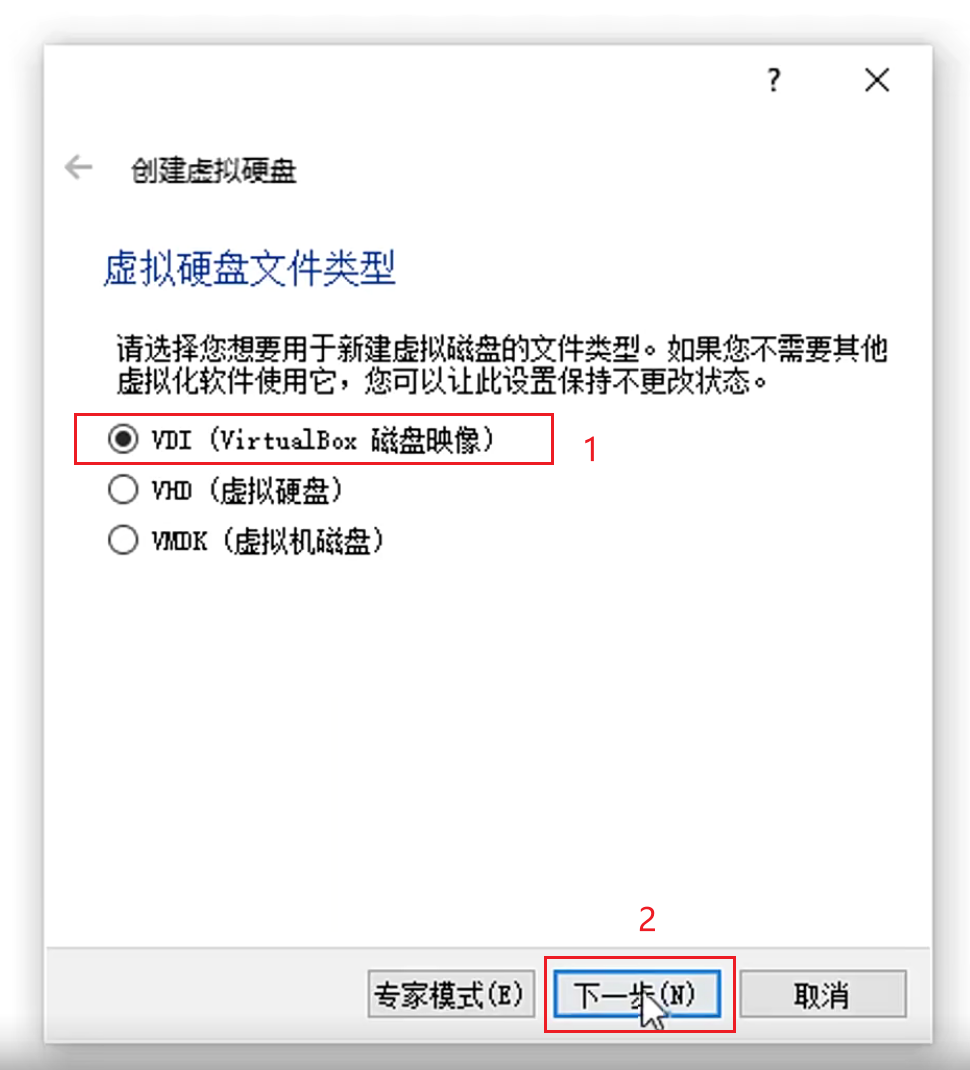 ?
创建虚拟硬盘
虚拟硬盘文件类型
请选择您想要用于新建虚拟磁盘的文件类型。如果您不需要其他
虚拟化软件使用它，您可以让此设置保持不更改状态。
VDI (VirtualBox 磁盘映像)
1
VHD (虚拟硬盘)
VMDK (虚拟机磁盘)
2
专家模式(E)
下一步(N)
取消